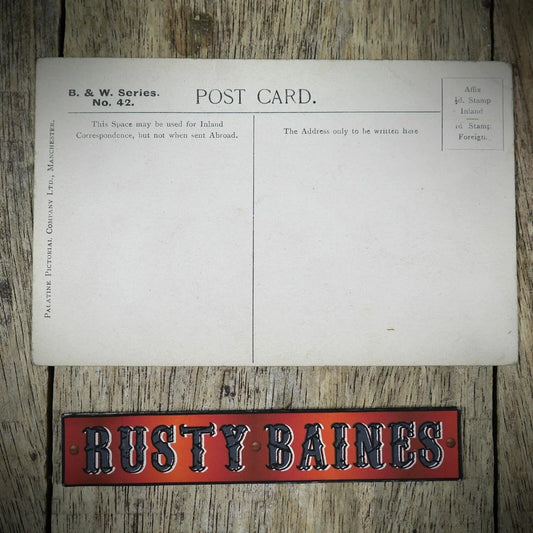 B. & W. Series.
No. 42.
POST CARD.
Affix
½d. Stamp
Inland
1d Stamp
Foreign.
This Space may be used for Inland
Correspondence, but not when sent Abroad.
The Address only to be written here
PALATINE PICTORIAL COMPANY LTD., MANCHESTER.
RUSTY BAINES